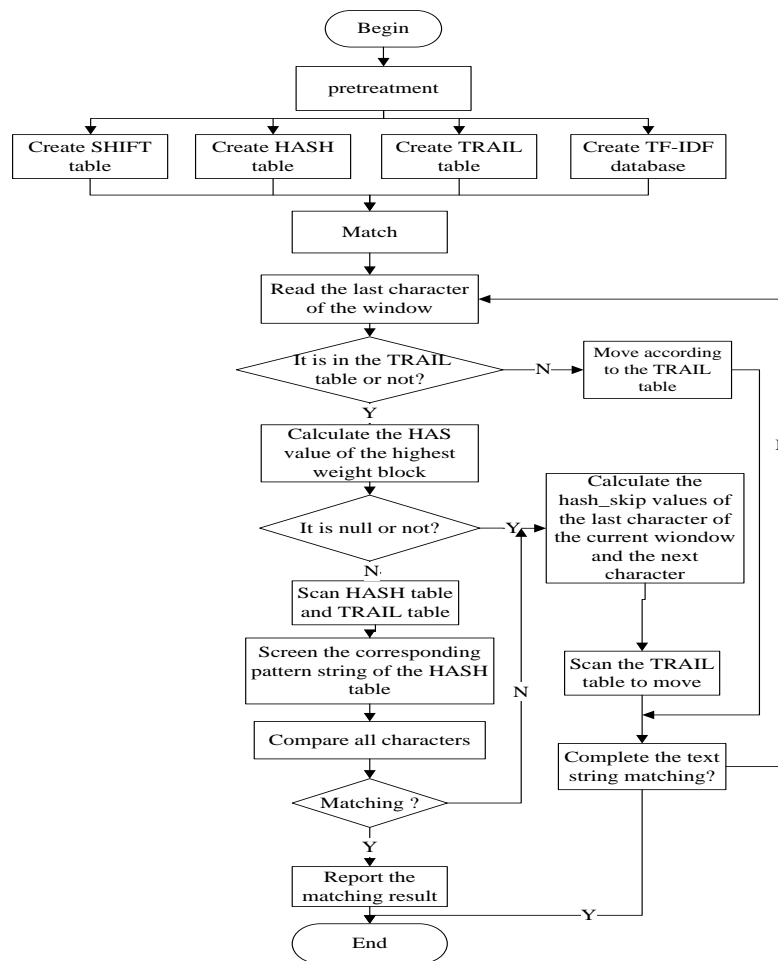 Begin
pretreatment
Create SHIFT
table
Create HASH
table
Create TRAIL
table
Create TF-IDF
database
Match
Read the last character
of the window
It is in the TRAIL
table or not?
N
Move according
to the TRAIL
table
Y
Calculate the HAS
value of the highest
weight block
It is null or not?
Y
Calculate the
hash_skip values of
the last character of
the current wiondow
and the next
character
N
Scan HASH table
and TRAIL table
Screen the corresponding
pattern string of the HASH
table
N
Scan the TRAIL
table to move
Compare all characters
Complete the text
string matching?
Matching ?
Y
Report the
matching result
Y
End